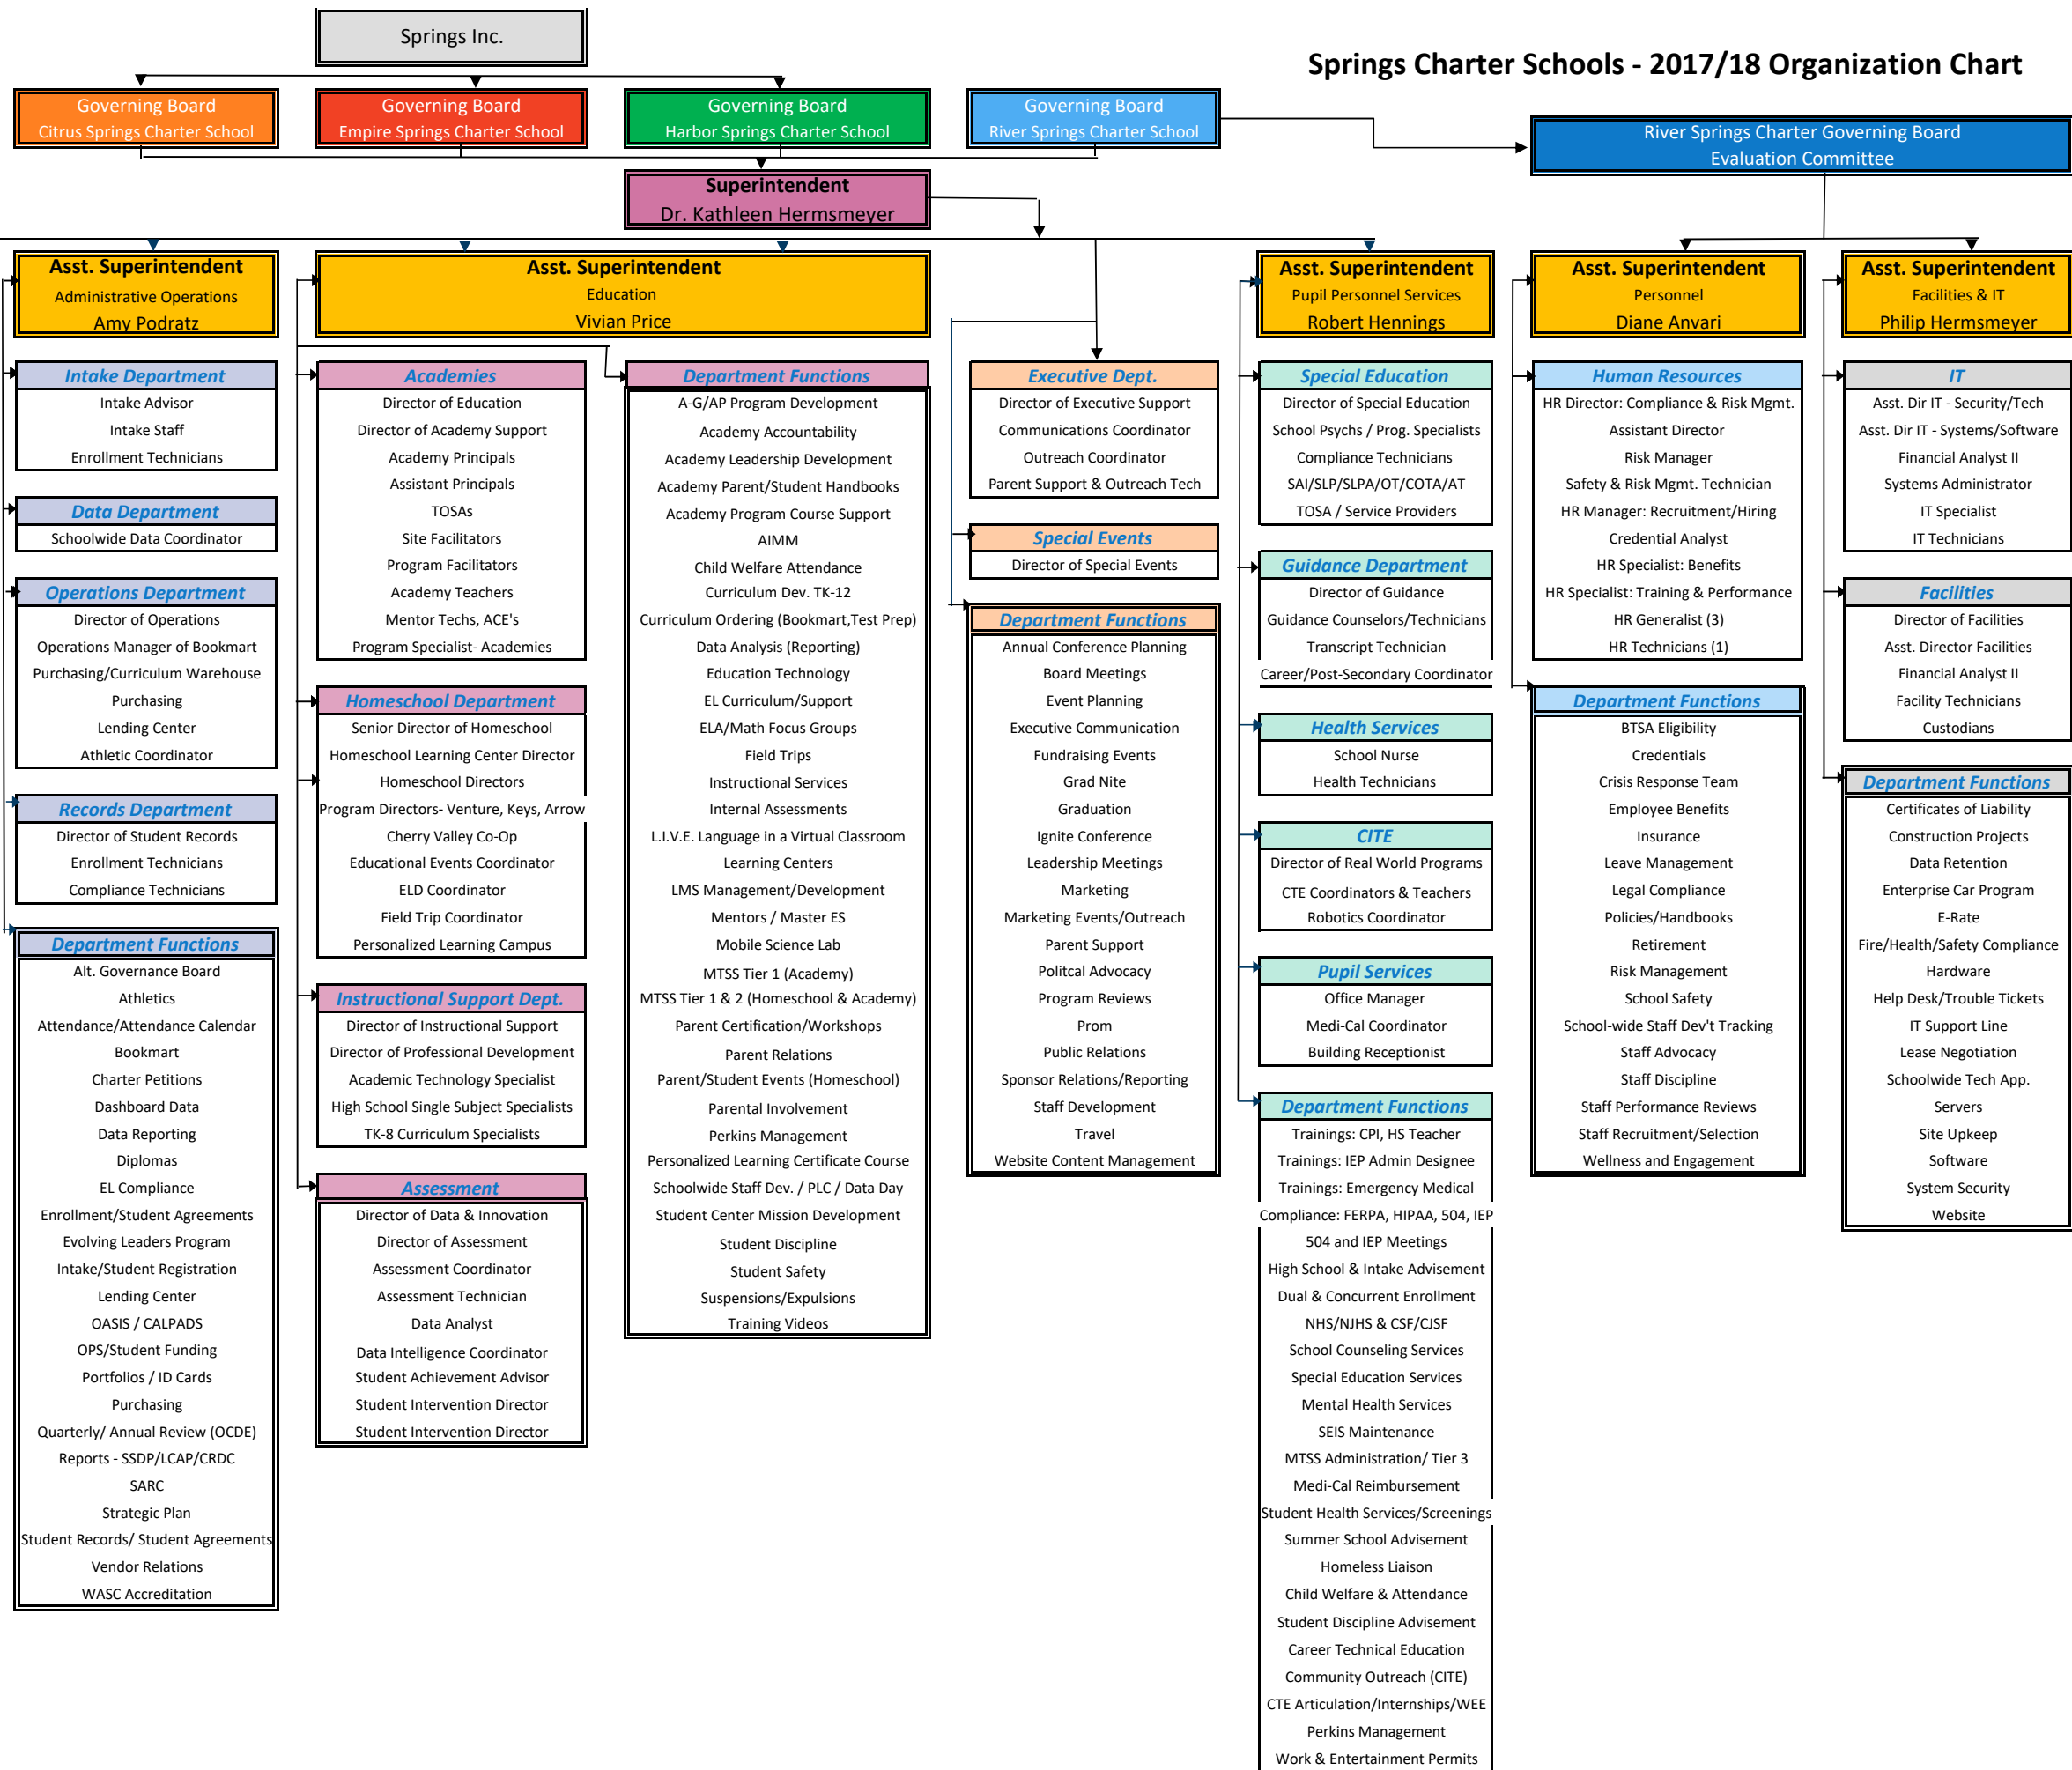 Springs Inc.
Springs Charter Schools - 2017/18 Organization Chart
Governing Board
Citrus Springs Charter School
Governing Board
Empire Springs Charter School
Governing Board
Harbor Springs Charter School
Governing Board
River Springs Charter School
River Springs Charter Governing Board
Evaluation Committee
Superintendent
Dr. Kathleen Hermsmeyer
Asst. Superintendent
Administrative Operations
Amy Podratz
Intake Department
Intake Advisor
Intake Staff
Enrollment Technicians
Data Department
Schoolwide Data Coordinator
Operations Department
Director of Operations
Operations Manager of Bookmart
Purchasing/Curriculum Warehouse
Purchasing
Lending Center
Athletic Coordinator
Records Department
Director of Student Records
Enrollment Technicians
Compliance Technicians
Department Functions
Alt. Governance Board
Athletics
Attendance/Attendance Calendar
Bookmart
Charter Petitions
Dashboard Data
Data Reporting
Diplomas
EL Compliance
Enrollment/Student Agreements
Evolving Leaders Program
Intake/Student Registration
Lending Center
OASIS / CALPADS
OPS/Student Funding
Portfolios / ID Cards
Purchasing
Quarterly/ Annual Review (OCDE)
Reports - SSDP/LCAP/CRDC
SARC
Strategic Plan
Student Records/ Student Agreements
Vendor Relations
WASC Accreditation
Asst. Superintendent
Education
Vivian Price
Academies
Director of Education
Director of Academy Support
Academy Principals
Assistant Principals
TOSAs
Site Facilitators
Program Facilitators
Academy Teachers
Mentor Techs, ACE's
Program Specialist- Academies
Homeschool Department
Senior Director of Homeschool
Homeschool Learning Center Director
Homeschool Directors
Program Directors- Venture, Keys, Arrow
Cherry Valley Co-Op
Educational Events Coordinator
ELD Coordinator
Field Trip Coordinator
Personalized Learning Campus
Instructional Support Dept.
Director of Instructional Support
Director of Professional Development
Academic Technology Specialist
High School Single Subject Specialists
TK-8 Curriculum Specialists
Assessment
Director of Data & Innovation
Director of Assessment
Assessment Coordinator
Assessment Technician
Data Analyst
Data Intelligence Coordinator
Student Achievement Advisor
Student Intervention Director
Student Intervention Director
Department Functions
A-G/AP Program Development
Academy Accountability
Academy Leadership Development
Academy Parent/Student Handbooks
Academy Program Course Support
AIMM
Child Welfare Attendance
Curriculum Dev. TK-12
Curriculum Ordering (Bookmart,Test Prep)
Data Analysis (Reporting)
Education Technology
EL Curriculum/Support
ELA/Math Focus Groups
Field Trips
Instructional Services
Internal Assessments
L.I.V.E. Language in a Virtual Classroom
Learning Centers
LMS Management/Development
Mentors / Master ES
Mobile Science Lab
MTSS Tier 1 (Academy)
MTSS Tier 1 & 2 (Homeschool & Academy)
Parent Certification/Workshops
Parent Relations
Parent/Student Events (Homeschool)
Parental Involvement
Perkins Management
Personalized Learning Certificate Course
Schoolwide Staff Dev. / PLC / Data Day
Student Center Mission Development
Student Discipline
Student Safety
Suspensions/Expulsions
Training Videos
Executive Dept.
Director of Executive Support
Communications Coordinator
Outreach Coordinator
Parent Support & Outreach Tech
Special Events
Director of Special Events
Department Functions
Annual Conference Planning
Board Meetings
Event Planning
Executive Communication
Fundraising Events
Grad Nite
Graduation
Ignite Conference
Leadership Meetings
Marketing
Marketing Events/Outreach
Parent Support
Politcal Advocacy
Program Reviews
Prom
Public Relations
Sponsor Relations/Reporting
Staff Development
Travel
Website Content Management
Asst. Superintendent
Pupil Personnel Services
Robert Hennings
Special Education
Director of Special Education
School Psychs / Prog. Specialists
Compliance Technicians
SAI/SLP/SLPA/OT/COTA/AT
TOSA / Service Providers
Guidance Department
Director of Guidance
Guidance Counselors/Technicians
Transcript Technician
Career/Post-Secondary Coordinator
Health Services
School Nurse
Health Technicians
CITE
Director of Real World Programs
CTE Coordinators & Teachers
Robotics Coordinator
Pupil Services
Office Manager
Medi-Cal Coordinator
Building Receptionist
Department Functions
Trainings: CPI, HS Teacher
Trainings: IEP Admin Designee
Trainings: Emergency Medical
Compliance: FERPA, HIPAA, 504, IEP
504 and IEP Meetings
High School & Intake Advisement
Dual & Concurrent Enrollment
NHS/NJHS & CSF/CJSF
School Counseling Services
Special Education Services
Mental Health Services
SEIS Maintenance
MTSS Administration/ Tier 3
Medi-Cal Reimbursement
Student Health Services/Screenings
Summer School Advisement
Homeless Liaison
Child Welfare & Attendance
Student Discipline Advisement
Career Technical Education
Community Outreach (CITE)
CTE Articulation/Internships/WEE
Perkins Management
Work & Entertainment Permits
Asst. Superintendent
Personnel
Diane Anvari
Human Resources
HR Director: Compliance & Risk Mgmt.
Assistant Director
Risk Manager
Safety & Risk Mgmt. Technician
HR Manager: Recruitment/Hiring
Credential Analyst
HR Specialist: Benefits
HR Specialist: Training & Performance
HR Generalist (3)
HR Technicians (1)
Department Functions
BTSA Eligibility
Credentials
Crisis Response Team
Employee Benefits
Insurance
Leave Management
Legal Compliance
Policies/Handbooks
Retirement
Risk Management
School Safety
School-wide Staff Dev't Tracking
Staff Advocacy
Staff Discipline
Staff Performance Reviews
Staff Recruitment/Selection
Wellness and Engagement
Asst. Superintendent
Facilities & IT
Philip Hermsmeyer
IT
Asst. Dir IT - Security/Tech
Asst. Dir IT - Systems/Software
Financial Analyst II
Systems Administrator
IT Specialist
IT Technicians
Facilities
Director of Facilities
Asst. Director Facilities
Financial Analyst II
Facility Technicians
Custodians
Department Functions
Certificates of Liability
Construction Projects
Data Retention
Enterprise Car Program
E-Rate
Fire/Health/Safety Compliance
Hardware
Help Desk/Trouble Tickets
IT Support Line
Lease Negotiation
Schoolwide Tech App.
Servers
Site Upkeep
Software
System Security
Website